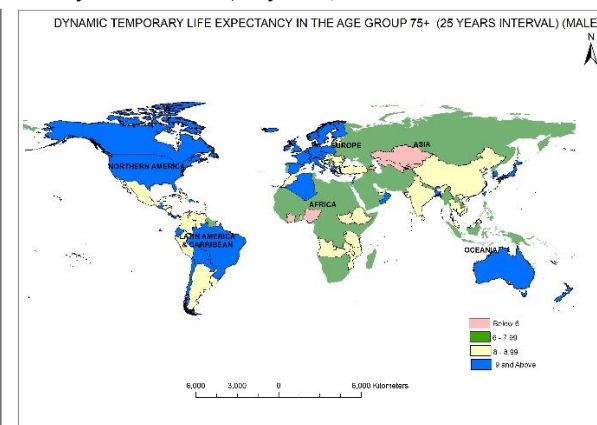 DYNAMIC TEMPORARY LIFE EXPECTANCY IN THE AGE GROUP 75+ (25 YEARS INTERVAL) (MALE
N
EUROPE
ASIA
NORTHERN AMERICA
AFRICA
LATIN AMERICA
& CARRIBEAN
OCEANIA
Below 6
6 - 7.99
8 - 8.99
9 and Above
6,000 3,000 0 6,000 Kilometers